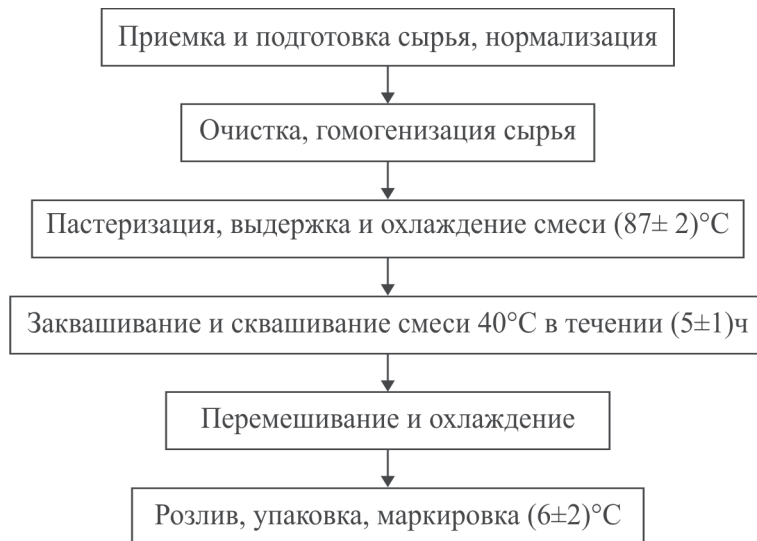 Приемка и подготовка сырья, нормализация
Очистка, гомогенизация сырья
Пастеризация, выдержка и охлаждение смеси (87± 2)°С
Заквашивание и сквашивание смеси 40°С в течении (5±1)ч
Перемешивание и охлаждение
Розлив, упаковка, маркировка (6±2)°С